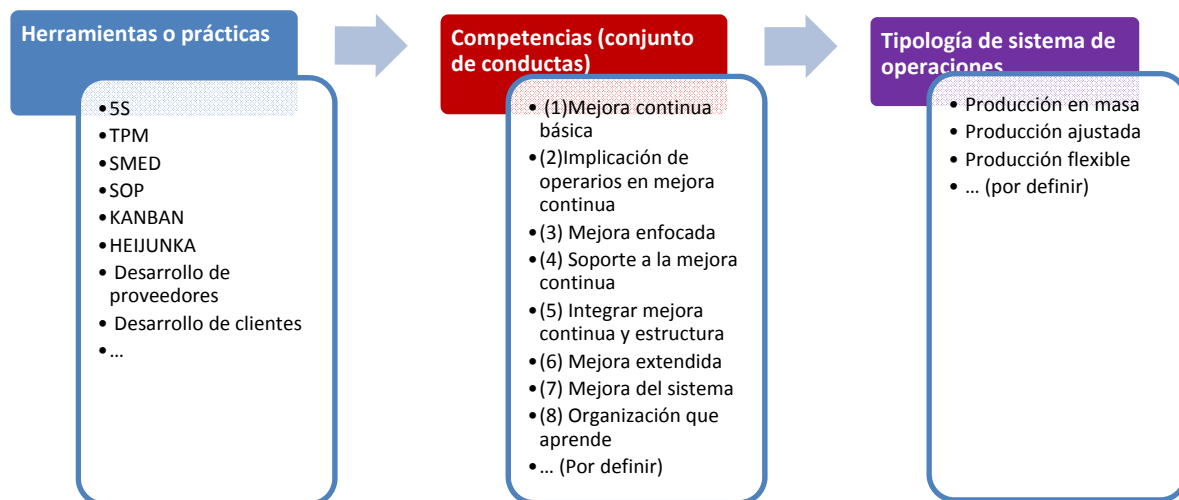 Herramientas o prácticas
• 5S
• TPM
• SMED
• SOP
• KANBAN
• HEIJUNKA
• Desarrollo de
proveedores
• Desarrollo de clientes
• ...
Competencias (conjunto
de conductas)
• (1)Mejora continua
básica
• (2)Implicación de
operarios en mejora
continua
• (3) Mejora enfocada
• (4) Soporte a la mejora
continua
• (5) Integrar mejora
continua y estructura
• (6) Mejora extendida
• (7) Mejora del sistema
• (8) Organización que
aprende
• ... (Por definir)
Tipología de sistema de
operaciones
• Producción en masa
• Producción ajustada
• Producción flexible
• ... (por definir)